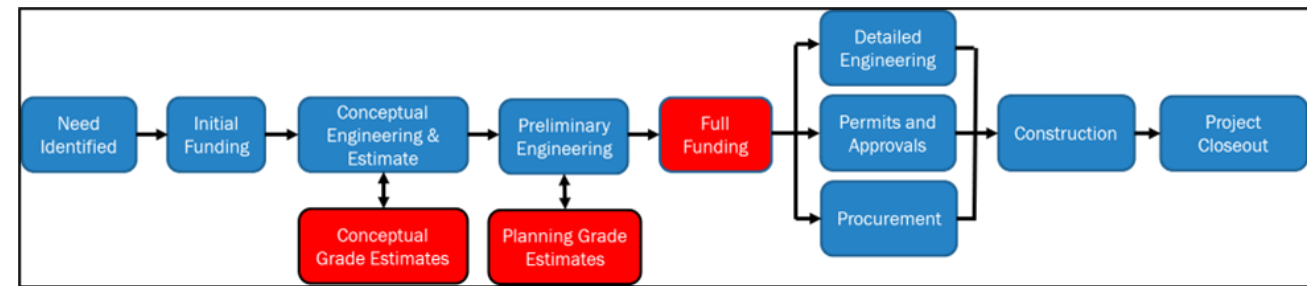 Need
Identified
Initial
Funding
Conceptual
Engineering &
Estimate
Conceptual
Grade Estimates
Preliminary
Engineering
Planning Grade
Estimates
Full
Funding
Detailed
Engineering
Permits and
Approvals
Procurement
Construction
Project
Closeout